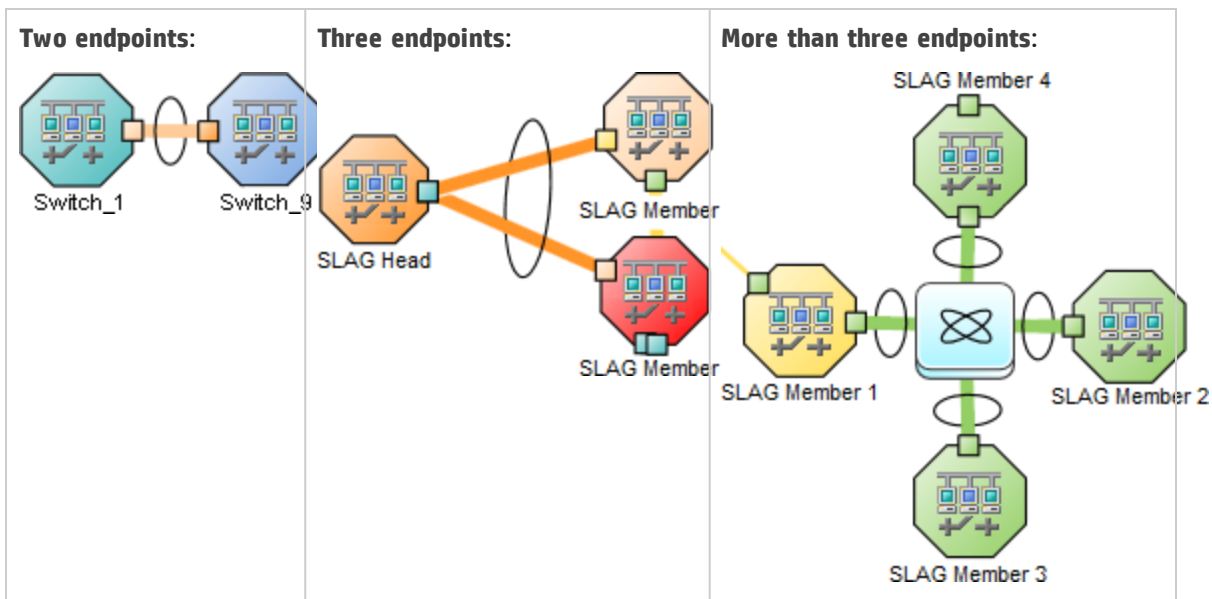 Two endpoints:
Switch_1
Switch_9
Three endpoints:
SLAG Head
SLAG Member
SLAG Member
More than three endpoints:
SLAG Member 4
SLAG Member 1
SLAG Member 2
SLAG Member 3